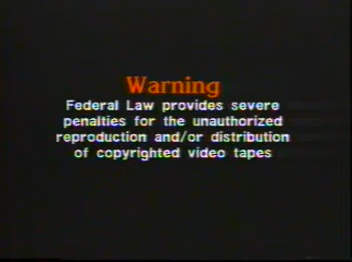 Warning
Federal Law provides severe
penalties for the unauthorized
reproduction and/or distribution
of copyrighted video tapes